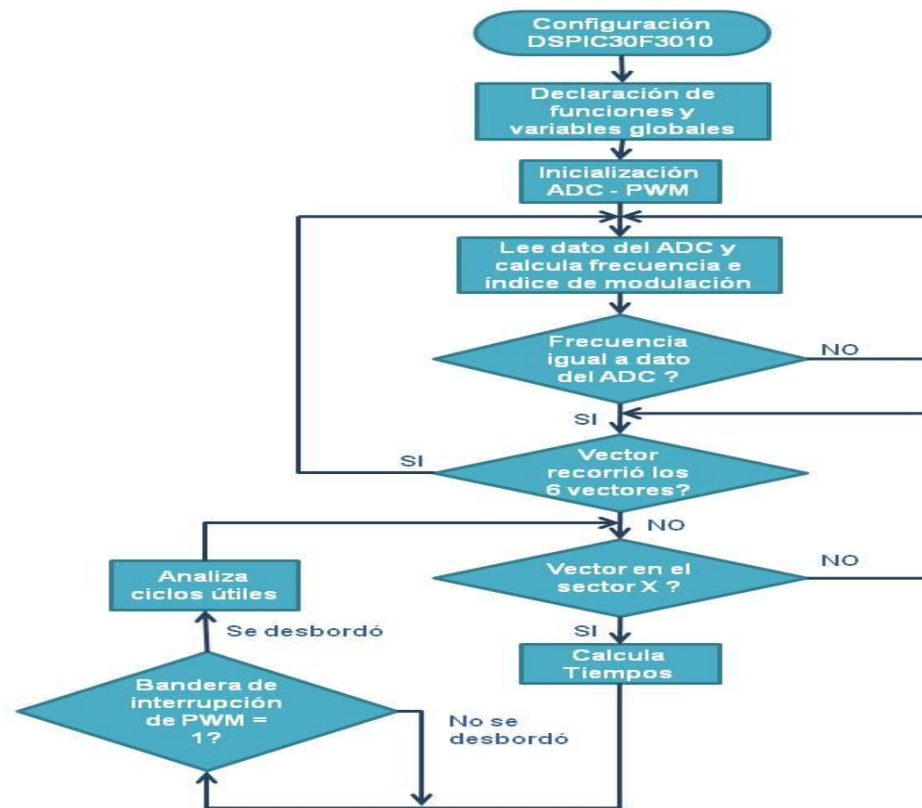 Configuración
DSPIC30F3010
Declaración de
funciones y
variables globales
Inicialización
ADC - PWM
Lee dato del ADC y
calcula frecuencia e
índice de modulación
Frecuencia
igual a dato
del ADC ?
NO
SI
Vector
recorrió los
6 vectores?
SI
NO
Vector en el
sector X ?
NO
SI
Calcula
Tiempos
Analiza
ciclos útiles
Se desbordó
Bandera de
interrupción
de PWM =
1?
No se
desbordó